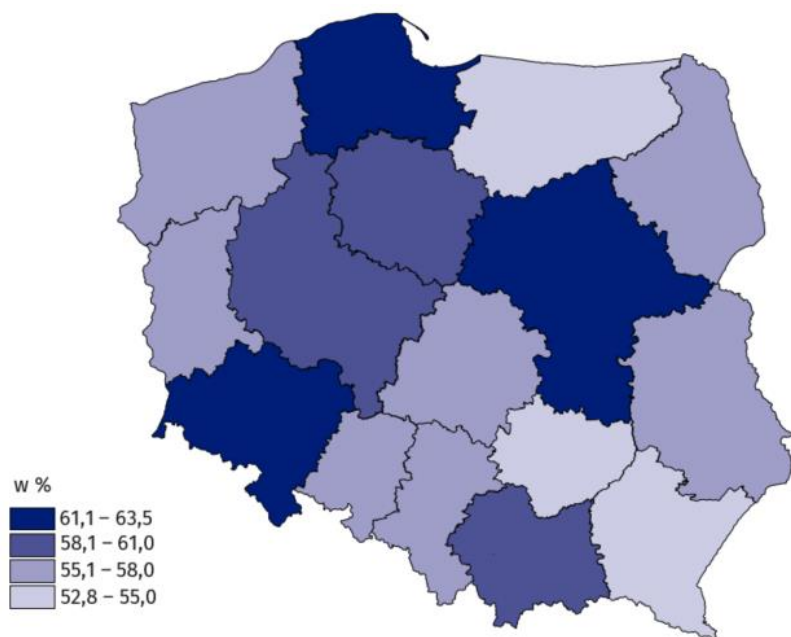 w %
61,1 – 63,5
58,1 – 61,0
55,1 – 58,0
52,8 – 55,0